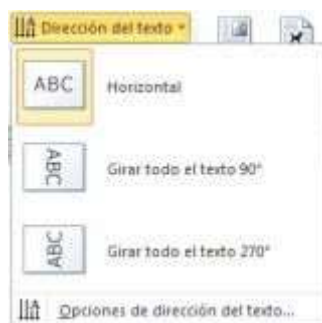 Dirección del texto
ABC Horizontal
ABC Girar todo el texto 90°
ABC Girar todo el texto 270°
Opciones de dirección del texto...